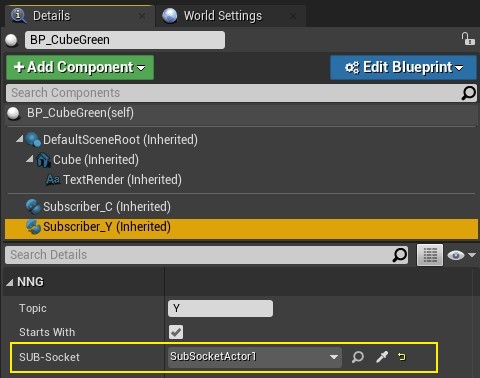 Details
World Settings
BP_CubeGreen
+ Add Component
Edit Blueprint
Search Components
BP_CubeGreen(self)
DefaultSceneRoot (Inherited)
Cube (Inherited)
Aa TextRender (Inherited)
Subscriber_C (Inherited)
Subscriber_Y (Inherited)
Search Details
NNG
Topic Y
Starts With
SUB-Socket SubSocketActor1